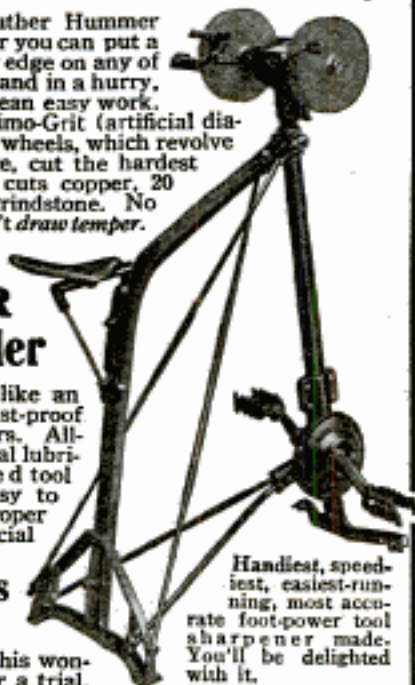 uther Hummer
r you can put a
edge on any of
and in a hurry.
ean easy work.
imo-Grit (artificial dia-
wheels, which revolve
e, cut the hardest
cuts copper. 20
rindstone. No
't draw temper.
R
ler
like an
st-proof
rs. All-
al lubri-
e d tool
sy to
oper
cial
s
his won-
r a trial.
Handiest, speed-
iest, easiest-run-
ning, most accu-
rate foot-power tool
sharpener made.
You'll be delighted
with it.